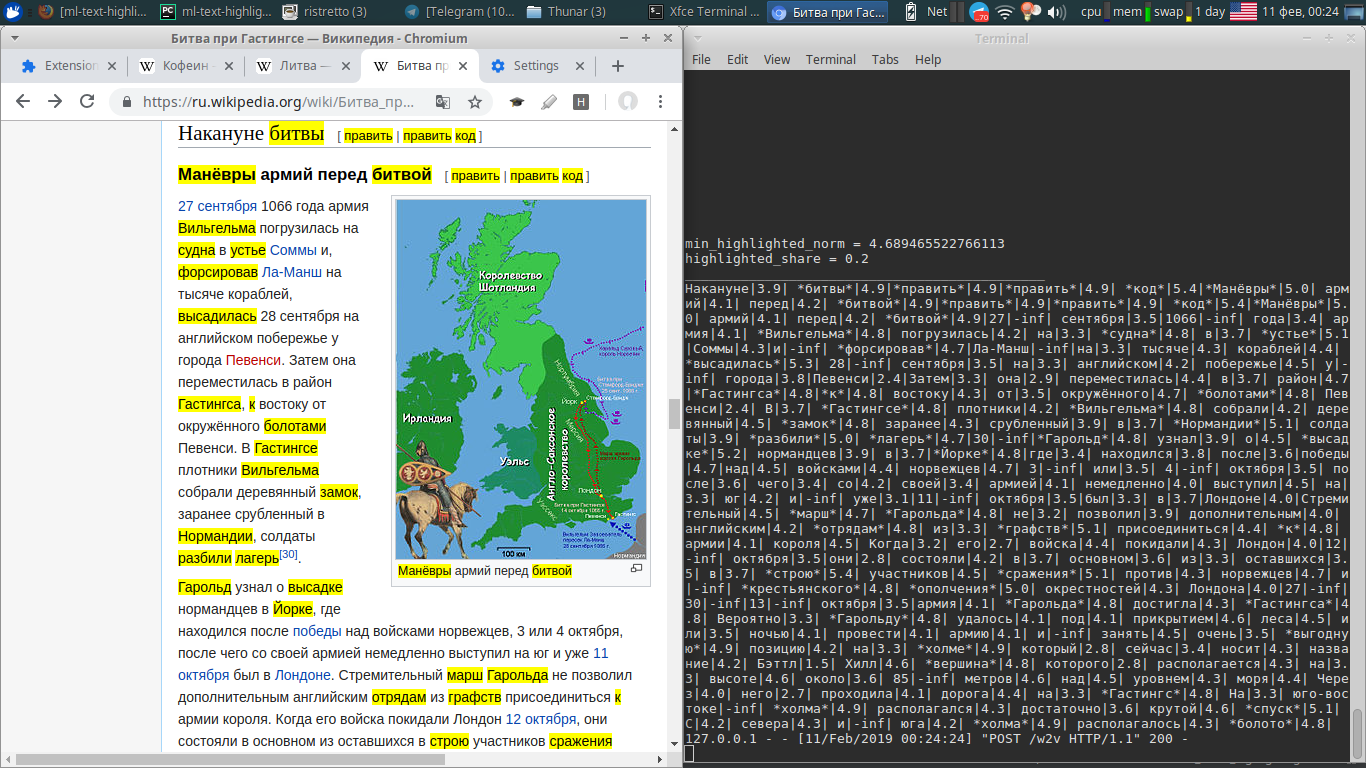 [ml-text-highli... ml-text-highlig... ristretto (3) [Telegram (10... Thunar (3) Xfce Terminal ... Битва при Гас... Net 70 cpu mem swap 1 day 11 фев, 00:24
Битва при Гастингсе — Википедия - Chromium
Extension Кофеин - Литва — Битва пр Settings
https://ru.wikipedia.org/wiki/Битва_пр...
Накануне битвы [ править | править код ]
Манёвры армий перед битвой [ править | править код ]
27 сентября 1066 года армия
Вильгельма погрузилась на
судна в устье Соммы и,
форсировав Ла-Манш на
тысяче кораблей,
высадилась 28 сентября на
английском побережье у
города Певенси. Затем она
переместилась в район
Гастингса, к востоку от
окружённого болотами
Певенси. В Гастингсе
плотники Вильгельма
собрали деревянный замок,
заранее срубленный в
Нормандии, солдаты
разбили лагерь[30].
Королевство
Шотландия
Нортумбрия
Йорк
Ирландия
Мерсия
Уэльс
Англо-Саксонское
королевство
Лондон
Уэссекс
100 км
Нормандия
Манёвры армий перед битвой
Гарольд узнал о высадке
нормандцев в Йорке, где
находился после победы над войсками норвежцев, 3 или 4 октября,
после чего со своей армией немедленно выступил на юг и уже 11
октября был в Лондоне. Стремительный марш Гарольда не позволил
дополнительным английским отрядам из графств присоединиться к
армии короля. Когда его войска покидали Лондон 12 октября, они
состояли в основном из оставшихся в строю участников сражения
Terminal
File Edit View Terminal Tabs Help
min_highlighted_norm = 4.689465522766113
highlighted_share = 0.2
Накануне|3.9| *битвы*|4.9|*править*|4.9|*править*|4.9| *код*|5.4|*Манёвры*|5.0| арм
ий|4.1| перед|4.2| *битвой*|4.9|*править*|4.9|*править*|4.9| *код*|5.4|*Манёвры*|5.
0| армий|4.1| перед|4.2| *битвой*|4.9|27|-inf| сентября|3.5|1066|-inf| года|3.4| ар
мия|4.1| *Вильгельма*|4.8| погрузилась|4.2| на|3.3| *судна*|4.8| в|3.7| *устье*|5.1
|Соммы|4.3|и|-inf| *форсировав*|4.7|Ла-Манш|-inf|на|3.3| тысяче|4.3| кораблей|4.4|
*высадилась*|5.3| 28|-inf| сентября|3.5| на|3.3| английском|4.2| побережье|4.5| у|-
inf| города|3.8|Певенси|2.4|Затем|3.3| она|2.9| переместилась|4.4| в|3.7| район|4.7
|*Гастингса*|4.8|*к*|4.8| востоку|4.3| от|3.5| окружённого|4.7| *болотами*|4.8| Пев
енси|2.4| В|3.7| *Гастингсе*|4.8| плотники|4.2| *Вильгельма*|4.8| собрали|4.2| дере
вянный|4.5| *замок*|4.8| заранее|4.3| срубленный|3.9| в|3.7| *Нормандии*|5.1| солда
ты|3.9| *разбили*|5.0| *лагерь*|4.7|30|-inf|*Гарольд*|4.8| узнал|3.9| о|4.5| *высад
ке*|5.2| нормандцев|3.9| в|3.7|*Йорке*|4.8|где|3.4| находился|3.8| после|3.6|победы
|4.7|над|4.5| войсками|4.4| норвежцев|4.7| 3|-inf| или|3.5| 4|-inf| октября|3.5| по
сле|3.6| чего|3.4| со|4.2| своей|3.4| армией|4.1| немедленно|4.0| выступил|4.5| на|
3.3| юг|4.2| и|-inf| уже|3.1|11|-inf| октября|3.5|был|3.3| в|3.7|Лондоне|4.0|Стреми
тельный|4.5| *марш*|4.7| *Гарольда*|4.8| не|3.2| позволил|3.9| дополнительным|4.0|
английским|4.2| *отрядам*|4.8| из|3.3| *графств*|5.1| присоединиться|4.4| *к*|4.8|
армии|4.1| короля|4.5| Когда|3.2| его|2.7| войска|4.4| покидали|4.3| Лондон|4.0|12|
-inf| октября|3.5|они|2.8| состояли|4.2| в|3.7| основном|3.6| из|3.3| оставшихся|3.
5| в|3.7| *строю*|5.4| участников|4.5| *сражения*|5.1| против|4.3| норвежцев|4.7| и
|-inf| *крестьянского*|4.8| *ополчения*|5.0| окрестностей|4.3| Лондона|4.0|27|-inf|
30|-inf|13|-inf| октября|3.5|армия|4.1| *Гарольда*|4.8| достигла|4.3| *Гастингса*|4
.8| Вероятно|3.3| *Гарольду*|4.8| удалось|4.1| под|4.1| прикрытием|4.6| леса|4.5| и
ли|3.5| ночью|4.1| провести|4.1| армию|4.1| и|-inf| занять|4.5| очень|3.5| *выгодну
ю*|4.9| позицию|4.2| на|3.3| *холме*|4.9| который|2.8| сейчас|3.4| носит|4.3| назва
ние|4.2| Бэттл|1.5| Хилл|4.6| *вершина*|4.8| которого|2.8| располагается|4.3| на|3.
3| высоте|4.6| около|3.6| 85|-inf| метров|4.6| над|4.5| уровнем|4.3| моря|4.4| Чере
з|4.0| него|2.7| проходила|4.1| дорога|4.4| на|3.3| *Гастингс*|4.8| На|3.3| юго-вос
токе|-inf| *холма*|4.9| располагался|4.3| достаточно|3.6| крутой|4.6| *спуск*|5.1|
С|4.2| севера|4.3| и|-inf| юга|4.2| *холма*|4.9| располагалось|4.3| *болото*|4.8|
127.0.0.1 - - [11/Feb/2019 00:24:24] "POST /w2v HTTP/1.1" 200 -